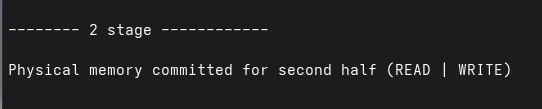 -------- 2 stage ------------
Physical memory committed for second half (READ | WRITE)